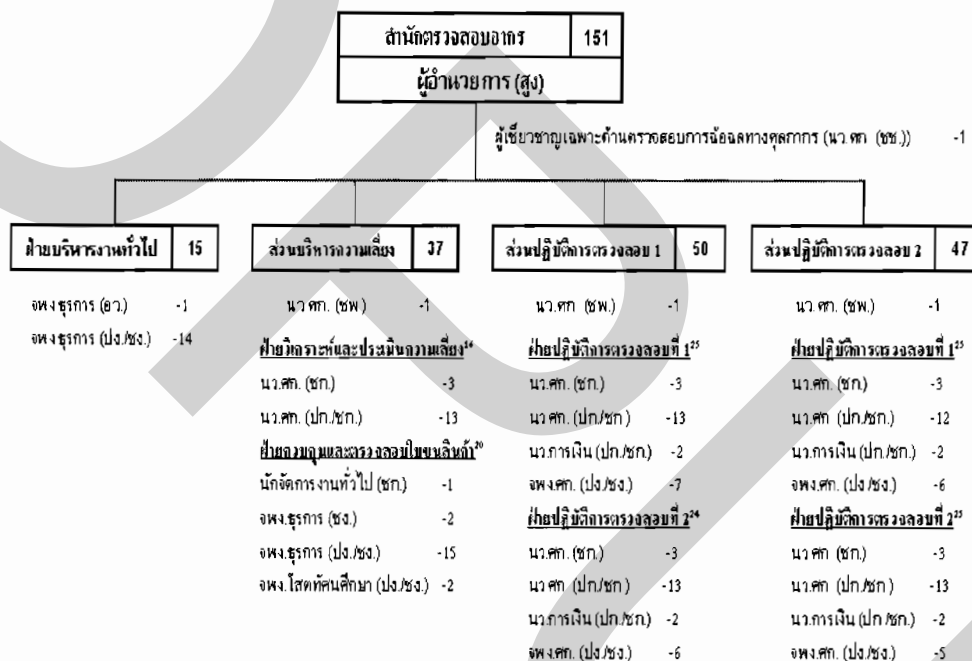 สำนักตรวจสอบอากร 151
ผู้อำนวยการ (สูง)
ผู้เชี่ยวชาญเฉพาะด้านตรวจสอบการฉ้อฉลทางศุลกากร (นว.ศก (ชช.)) -1
ฝ่ายบริหารงานทั่วไป 15
จพง.ธุรการ (อว.) -1
จพง.ธุรการ (ปง./ชง.) -14
ส่วนบริหารความเสี่ยง 37
นว.ศก. (ชพ.) -1
ฝ่ายวิเคราะห์และประเมินความเสี่ยง¹⁶
นว.ศก. (ชก.) -3
นว.ศก. (ปก./ชก.) -13
ฝ่ายควบคุมและตรวจสอบใบขนสินค้า²⁰
นักจัดการงานทั่วไป (ชก.) -1
จพง.ธุรการ (ชง.) -2
จพง.ธุรการ (ปง./ชง.) -15
จพง.โสตทัศนศึกษา (ปง./ชง.) -2
ส่วนปฏิบัติการตรวจสอบ 1 50
นว.ศก. (ชพ.) -1
ฝ่ายปฏิบัติการตรวจสอบที่ 1²⁵
นว.ศก. (ชก.) -3
นว.ศก (ปก./ชก) -13
นว.การเงิน (ปก./ชก.) -2
จพง.ศก. (ปง/ชง.) -7
ฝ่ายปฏิบัติการตรวจสอบที่ 2²⁴
นว.ศก. (ชก.) -3
นว ศก (ปก/ชก) -13
นว.การเงิน (ปก./ชก.) -2
จพง.ศก. (ปง/ชง.) -6
ส่วนปฏิบัติการตรวจสอบ 2 47
นว.ศก. (ชพ.) -1
ฝ่ายปฏิบัติการตรวจสอบที่ 1²³
นว.ศก. (ชก.) -3
นว.ศก (ปก./ชก.) -12
นว.การเงิน (ปก./ชก.) -2
จพง.ศก. (ปง/ชง.) -6
ฝ่ายปฏิบัติการตรวจสอบที่ 2²³
นว ศก (ชก.) -3
นว.ศก (ปก./ชก.) -13
นว.การเงิน (ปก./ชก.) -2
จพง.ศก. (ปง./ชง.) -5